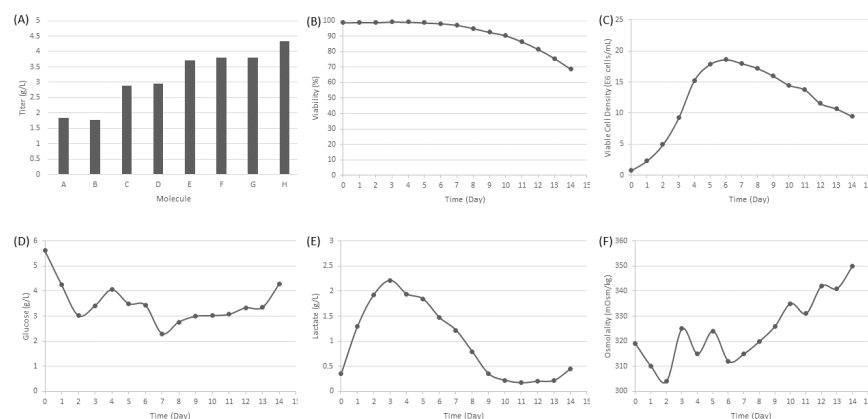 (A)
Titer (g/L)
5
4.5
4
3.5
3
2.5
2
1.5
1
0.5
0
A B C D E F G H
Molecule
(B)
Viability (%)
100
90
80
70
60
50
40
30
20
10
0
0 1 2 3 4 5 6 7 8 9 10 11 12 13 14 15
Time (Day)
(C)
Viable Cell Density (E6 cells/mL)
25
20
15
10
5
0
0 1 2 3 4 5 6 7 8 9 10 11 12 13 14 15
Time (Day)
(D)
Glucose (g/L)
6
5
4
3
2
1
0
0 1 2 3 4 5 6 7 8 9 10 11 12 13 14 15
Time (Day)
(E)
Lactate (g/L)
3
2.5
2
1.5
1
0.5
0
0 1 2 3 4 5 6 7 8 9 10 11 12 13 14 15
Time (Day)
(F)
Osmolality (mOsm/kg)
360
350
340
330
320
310
300
0 1 2 3 4 5 6 7 8 9 10 11 12 13 14 15
Time (Day)